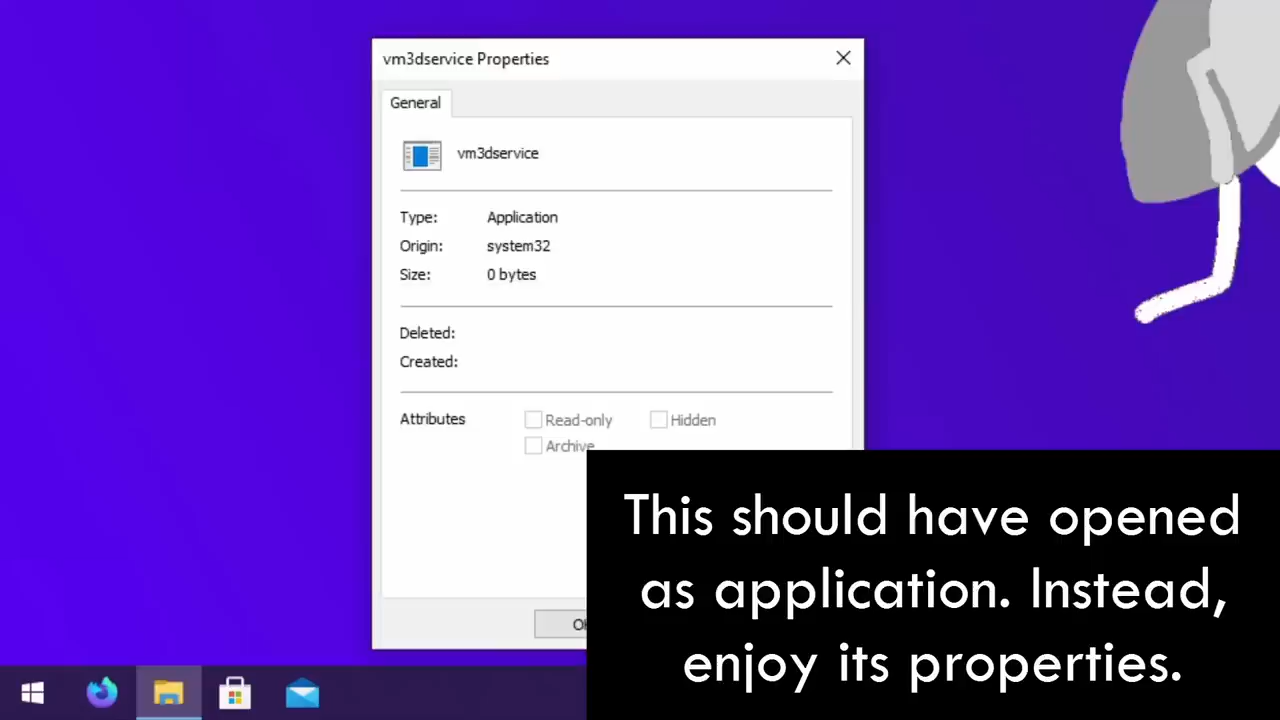 vm3dservice Properties
General
vm3dservice
Type: Application
Origin: system32
Size: 0 bytes
Deleted:
Created:
Attributes Read-only Hidden
Archive
This should have opened
as application. Instead,
enjoy its properties.